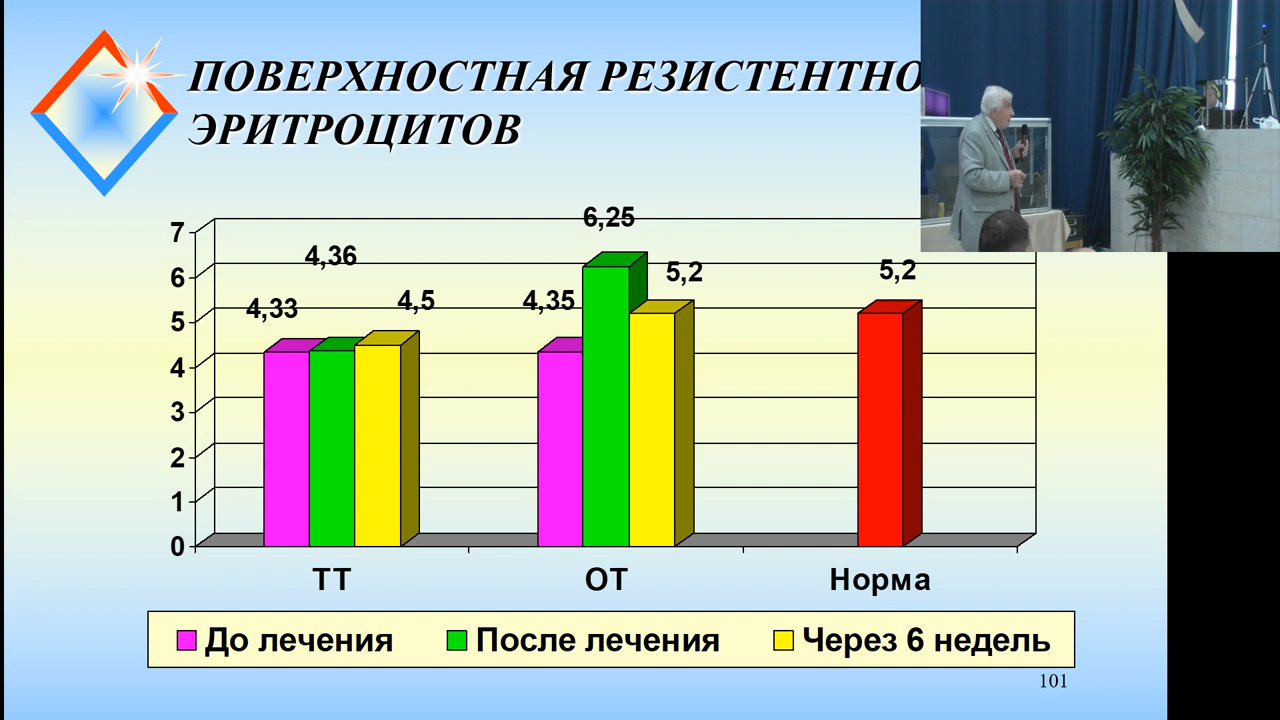 ПОВЕРХНОСТНАЯ РЕЗИСТЕНТНО
ЭРИТРОЦИТОВ
7
6
5
4
3
2
1
0
4,33
4,36
4,5
4,35
6,25
5,2
5,2
ТТ
ОТ
Норма
До лечения
После лечения
Через 6 недель
101